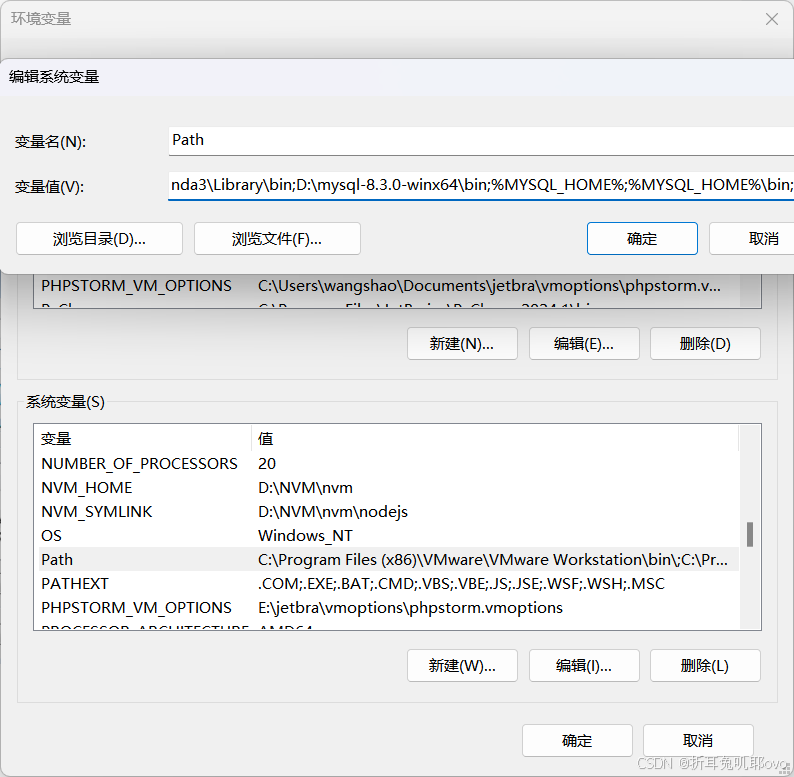 环境变量
编辑系统变量
变量名(N):
Path
变量值(V):
nda3\Library\bin;D:\mysql-8.3.0-winx64\bin;%MYSQL_HOME%;%MYSQL_HOME%\bin;
浏览目录(D)...
浏览文件(F)...
确定
取消
PHPSTORM_VM_OPTIONS C:\Users\wangshao\Documents\jetbra\vmoptions\phpstorm.v...
新建(N)...
编辑(E)...
删除(D)
系统变量(S)
变量 值
NUMBER_OF_PROCESSORS 20
NVM_HOME D:\NVM\nvm
NVM_SYMLINK D:\NVM\nvm\nodejs
OS Windows_NT
Path C:\Program Files (x86)\VMware\VMware Workstation\bin\;C:\Pr...
PATHEXT .COM;.EXE;.BAT;.CMD;.VBS;.VBE;.JS;.JSE;.WSF;.WSH;.MSC
PHPSTORM_VM_OPTIONS E:\jetbra\vmoptions\phpstorm.vmoptions
PROCESSOR_ARCHITECTURE AMD64
新建(W)...
编辑(I)...
删除(L)
确定
取消
CSDN @折耳兔吼耶ovo